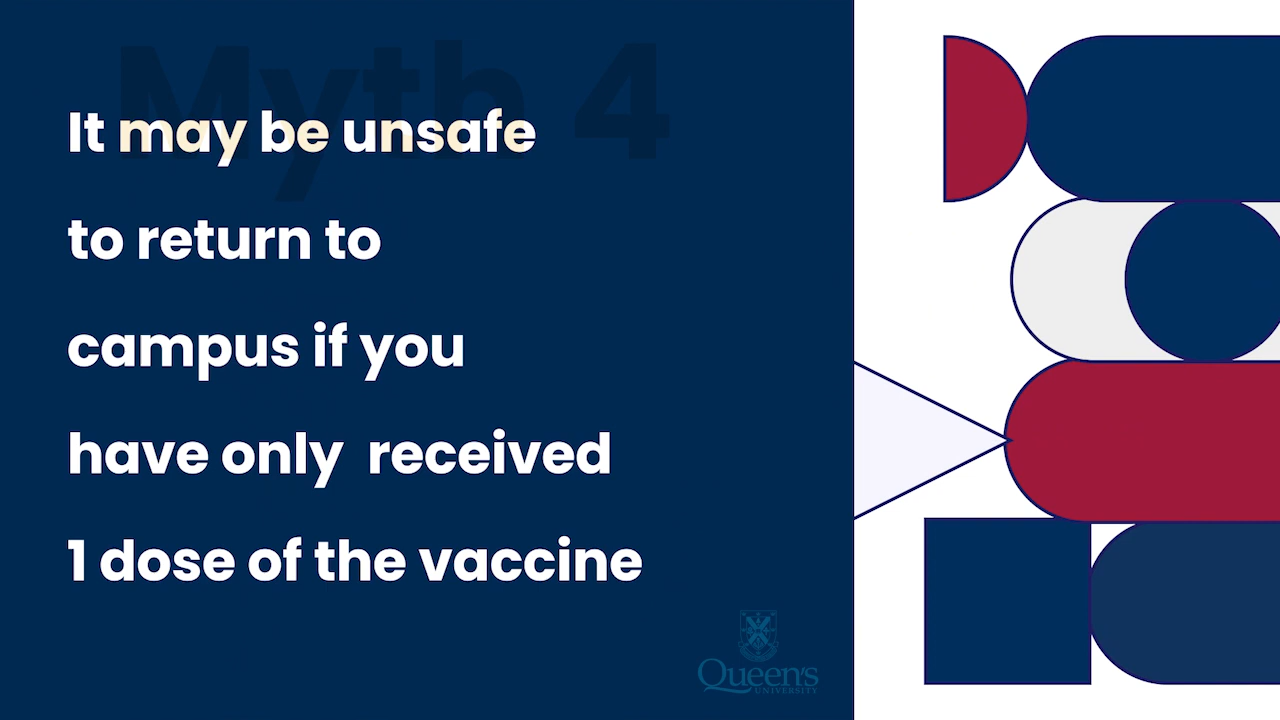 Myth 4
It may be unsafe
to return to
campus if you
have only received
1 dose of the vaccine
Queen's
UNIVERSITY